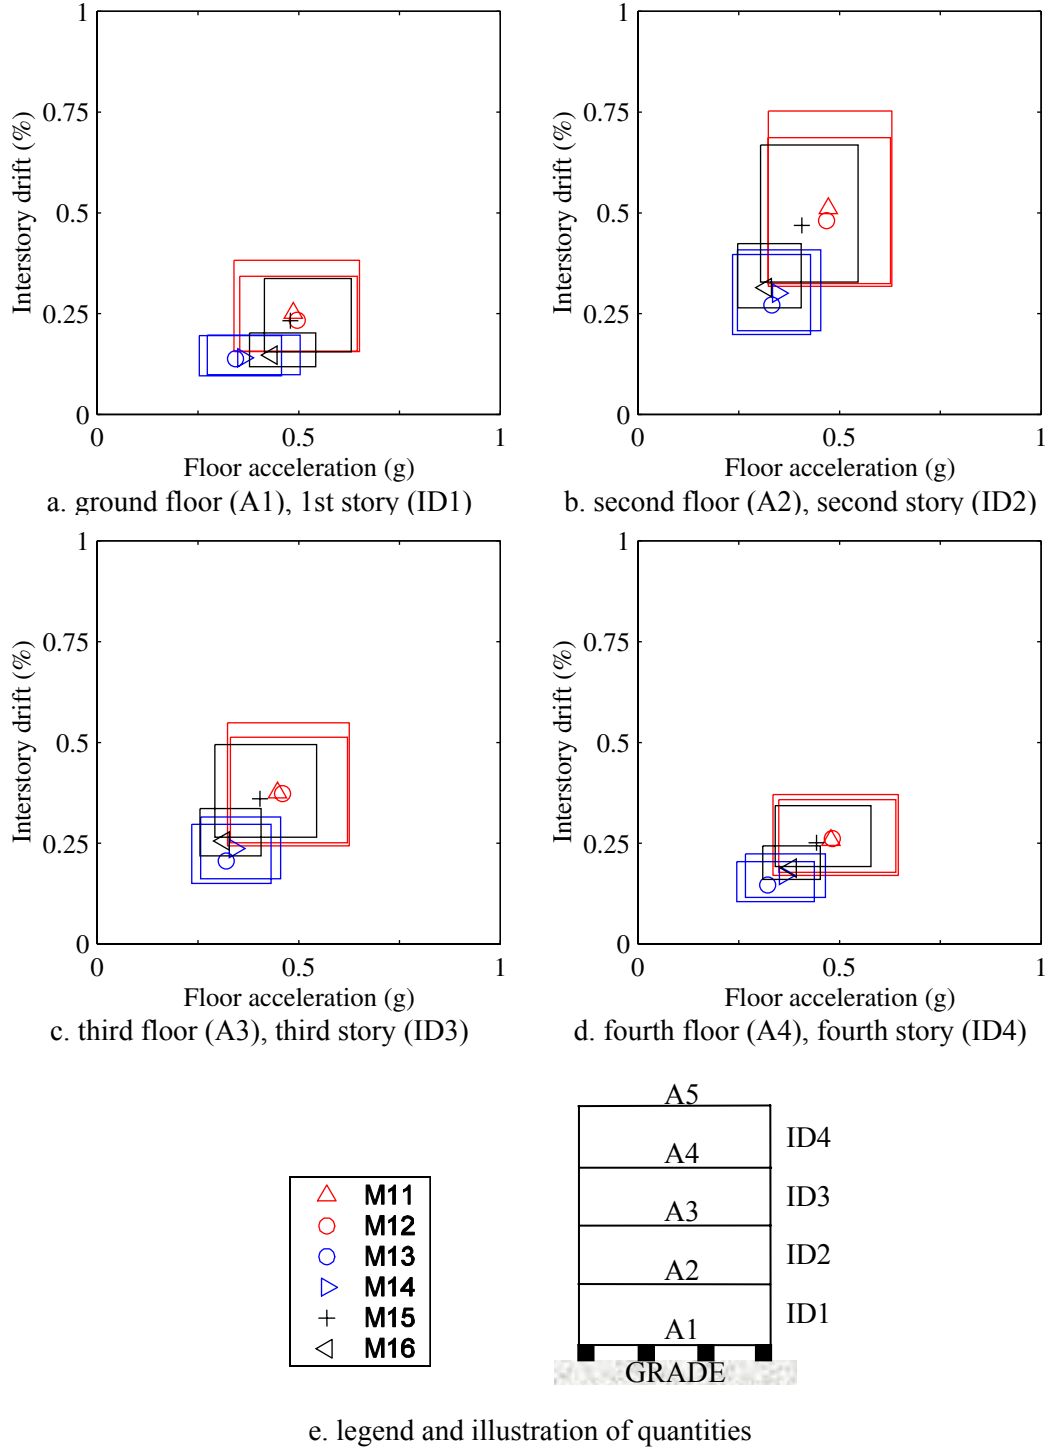 1
0.75
0.5
0.25
0
0
0.5
1
Interstory drift (%)
Floor acceleration (g)
a. ground floor (A1), 1st story (ID1)
1
0.75
0.5
0.25
0
0
0.5
1
Interstory drift (%)
Floor acceleration (g)
b. second floor (A2), second story (ID2)
1
0.75
0.5
0.25
0
0
0.5
1
Interstory drift (%)
Floor acceleration (g)
c. third floor (A3), third story (ID3)
1
0.75
0.5
0.25
0
0
0.5
1
Interstory drift (%)
Floor acceleration (g)
d. fourth floor (A4), fourth story (ID4)
M11
M12
M13
M14
M15
M16
A5
ID4
A4
ID3
A3
ID2
A2
ID1
A1
GRADE
e. legend and illustration of quantities